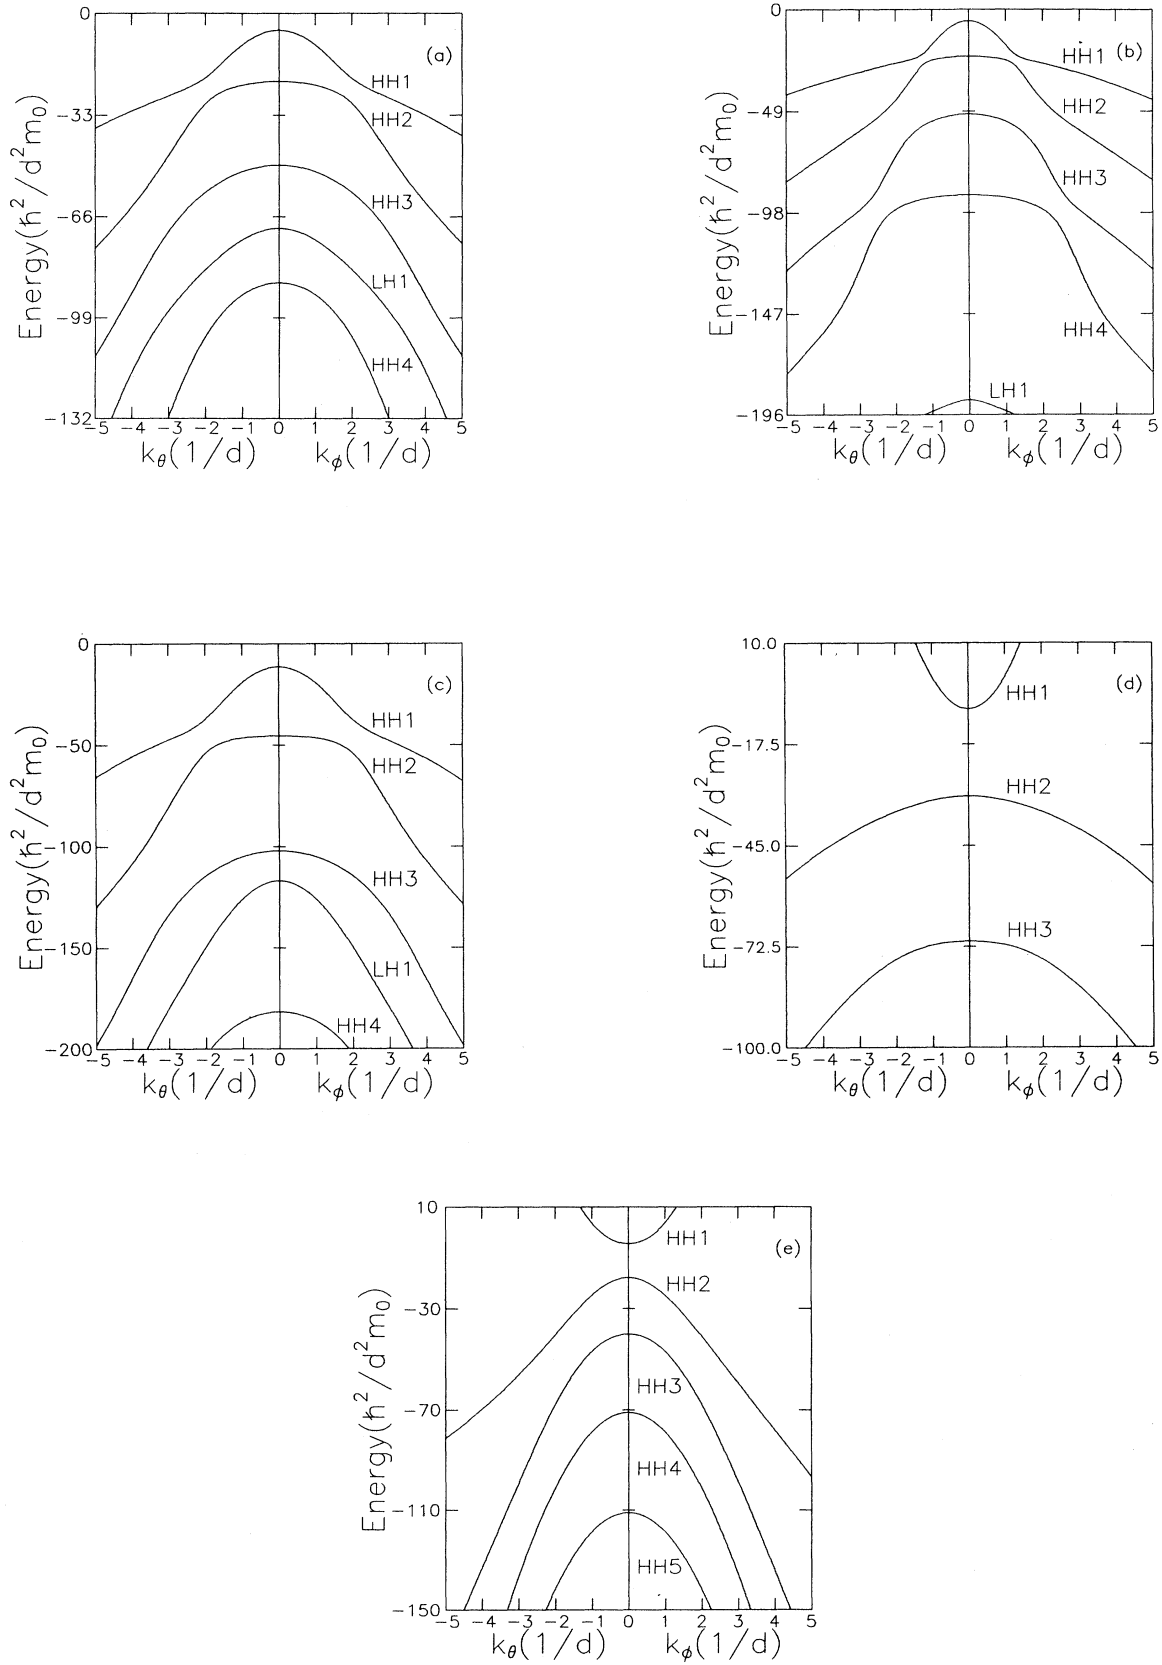 (a)
Energy(ħ²/d²m₀)
0
−33
−66
−99
−132
HH1
HH2
HH3
LH1
HH4
−5 −4 −3 −2 −1 0 1 2 3 4 5
k_θ(1/d) k_ϕ(1/d)
(b)
Energy(ħ²/d²m₀)
0
−49
−98
−147
−196
HH1
HH2
HH3
HH4
LH1
−5 −4 −3 −2 −1 0 1 2 3 4 5
k_θ(1/d) k_ϕ(1/d)
(c)
Energy(ħ²/d²m₀)
0
−50
−100
−150
−200
HH1
HH2
HH3
LH1
HH4
−5 −4 −3 −2 −1 0 1 2 3 4 5
k_θ(1/d) k_ϕ(1/d)
(d)
Energy(ħ²/d²m₀)
10.0
−17.5
−45.0
−72.5
−100.0
HH1
HH2
HH3
−5 −4 −3 −2 −1 0 1 2 3 4 5
k_θ(1/d) k_ϕ(1/d)
(e)
Energy(ħ²/d²m₀)
10
−30
−70
−110
−150
HH1
HH2
HH3
HH4
HH5
−5 −4 −3 −2 −1 0 1 2 3 4 5
k_θ(1/d) k_ϕ(1/d)